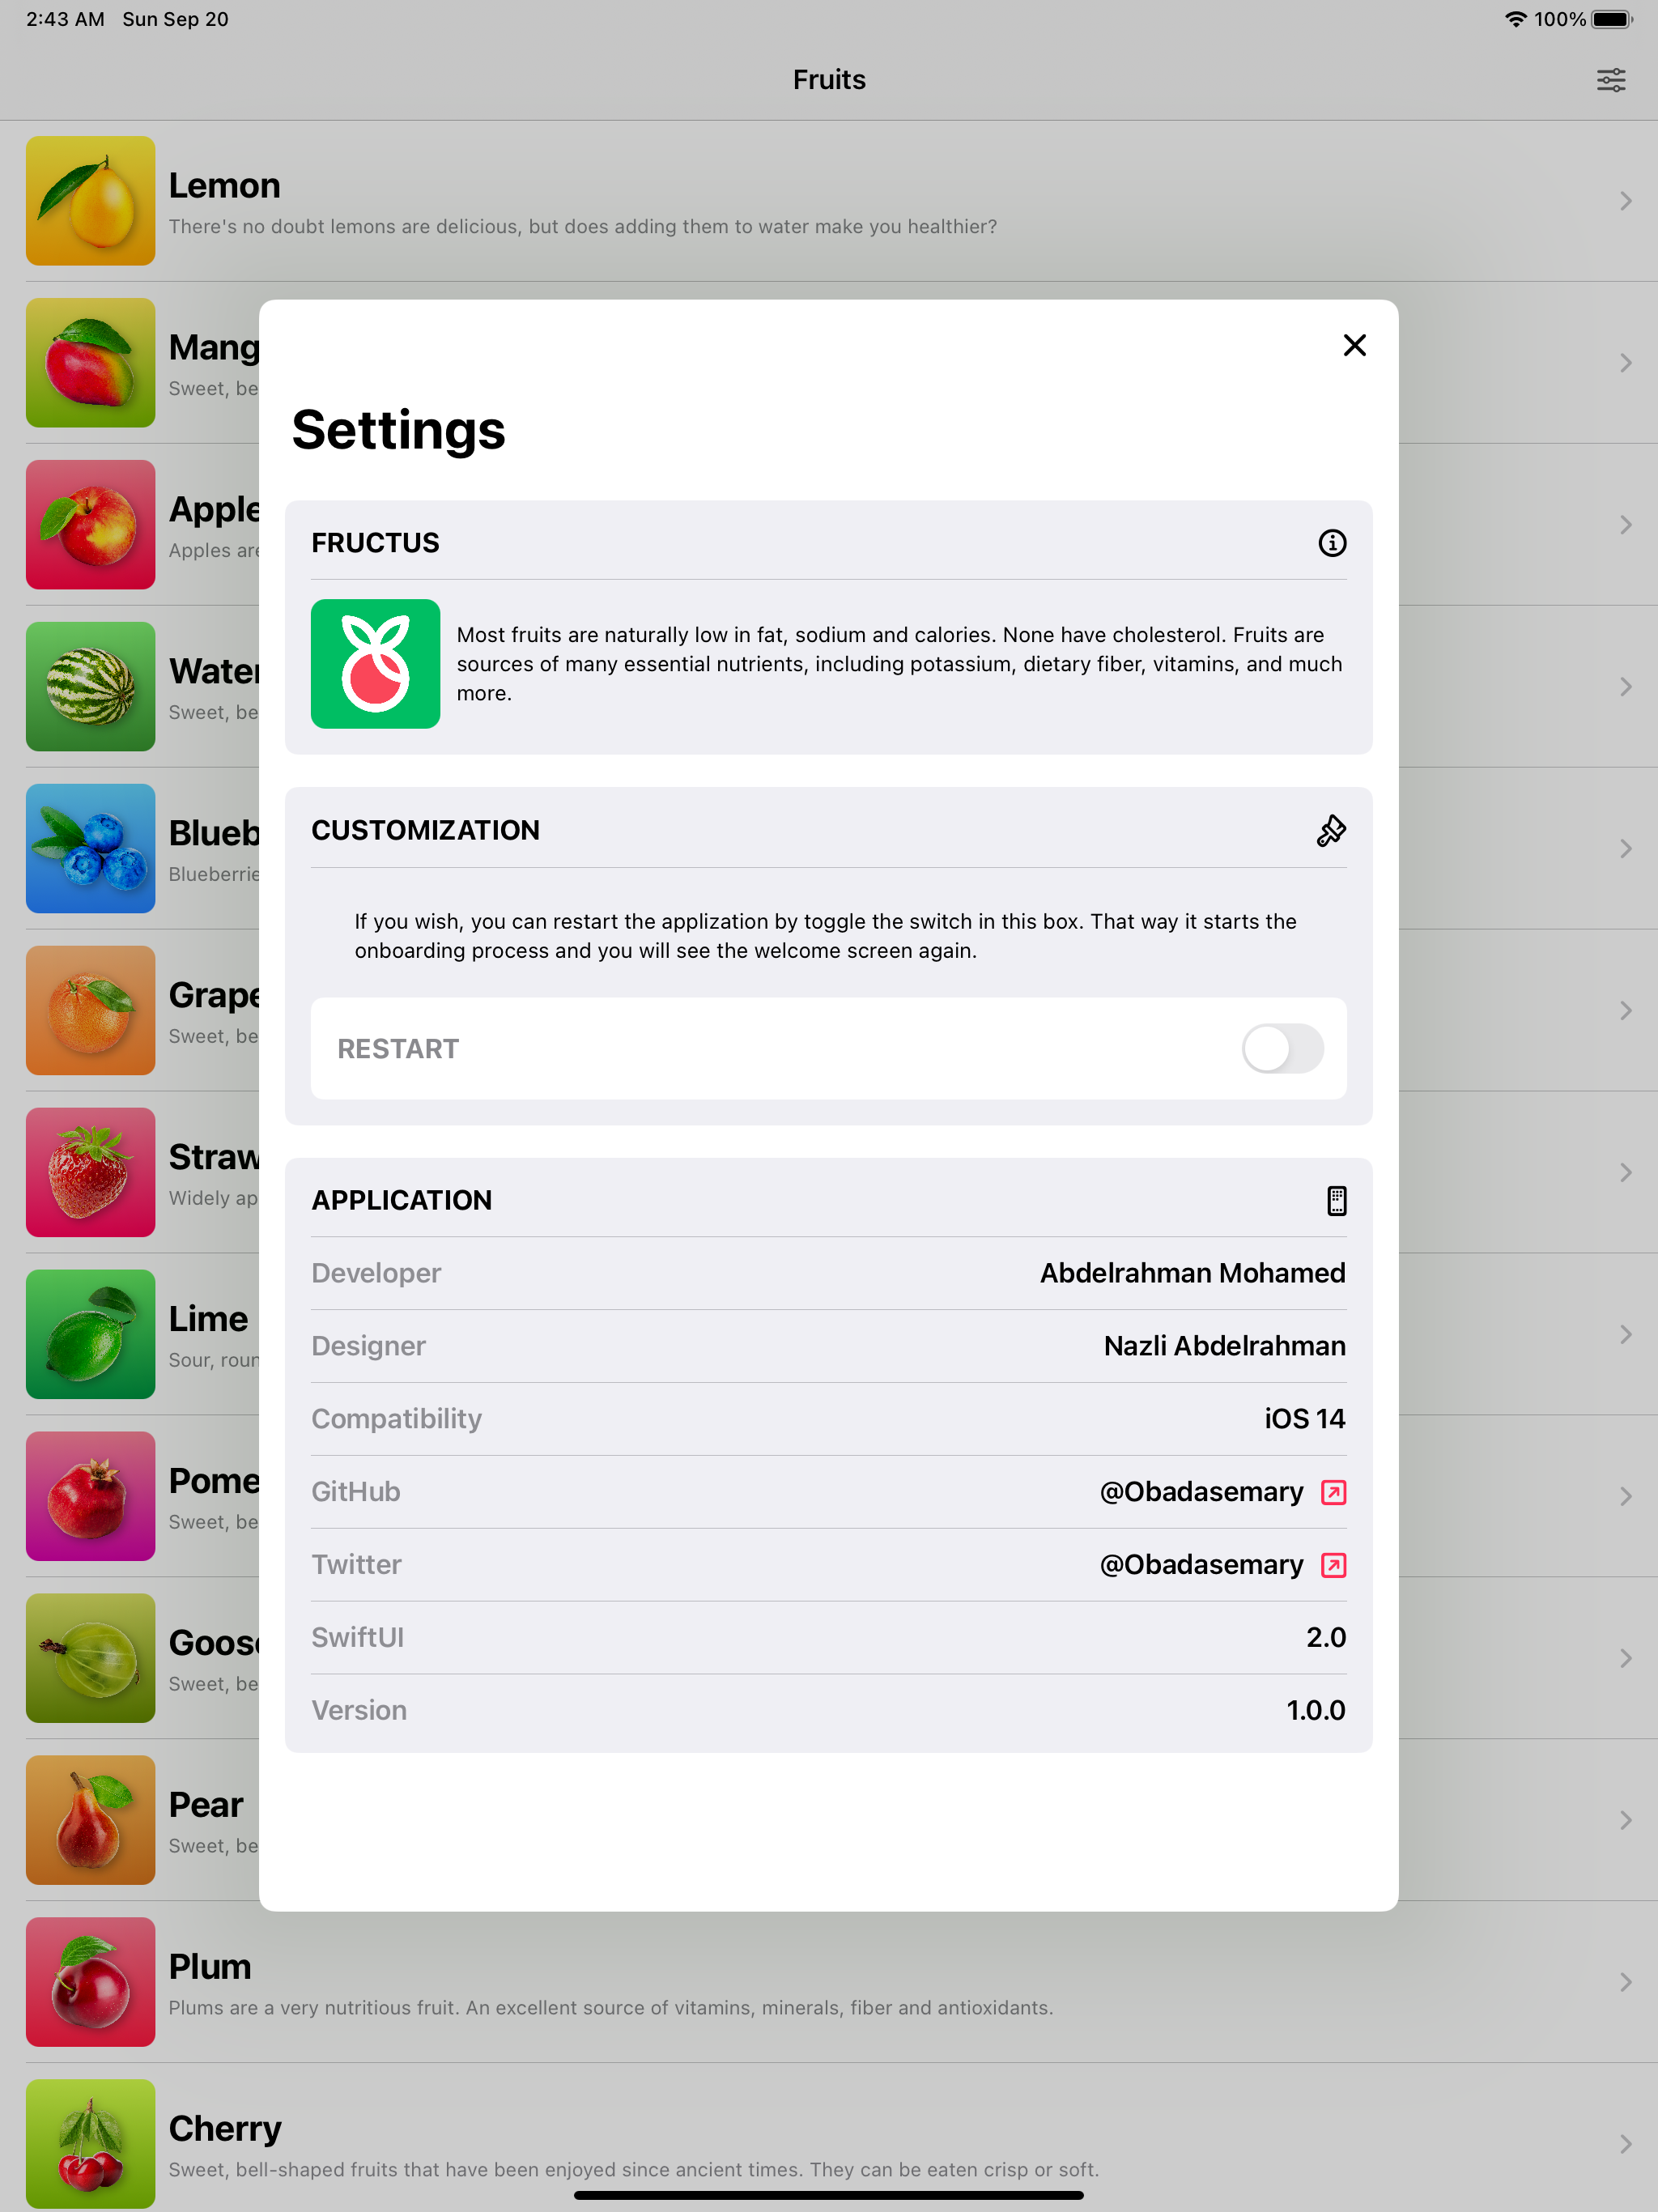 2:43 AM Sun Sep 20
100%
Fruits
Lemon
There's no doubt lemons are delicious, but does adding them to water make you healthier?
Mang
Sweet, be
Apple
Apples are
Water
Sweet, be
Blueb
Blueberrie
Grape
Sweet, be
Straw
Widely ap
Lime
Sour, roun
Pome
Sweet, be
Goose
Sweet, be
Pear
Sweet, be
Plum
Plums are a very nutritious fruit. An excellent source of vitamins, minerals, fiber and antioxidants.
Cherry
Sweet, bell-shaped fruits that have been enjoyed since ancient times. They can be eaten crisp or soft.
Settings
FRUCTUS
Most fruits are naturally low in fat, sodium and calories. None have cholesterol. Fruits are
sources of many essential nutrients, including potassium, dietary fiber, vitamins, and much
more.
CUSTOMIZATION
If you wish, you can restart the applization by toggle the switch in this box. That way it starts the
onboarding process and you will see the welcome screen again.
RESTART
APPLICATION
Developer Abdelrahman Mohamed
Designer Nazli Abdelrahman
Compatibility iOS 14
GitHub @Obadasemary
Twitter @Obadasemary
SwiftUI 2.0
Version 1.0.0